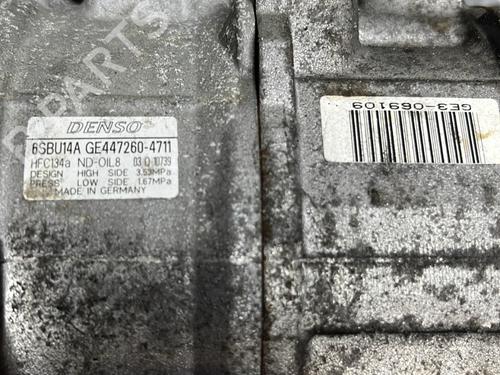 DENSO
6SBU14A GE447260-4711
HFC134a ND-OIL8 03 0 10739
DESIGN HIGH SIDE 3.53MPa
PRESS LOW SIDE 1.67MPa
MADE IN GERMANY
GE3-069109